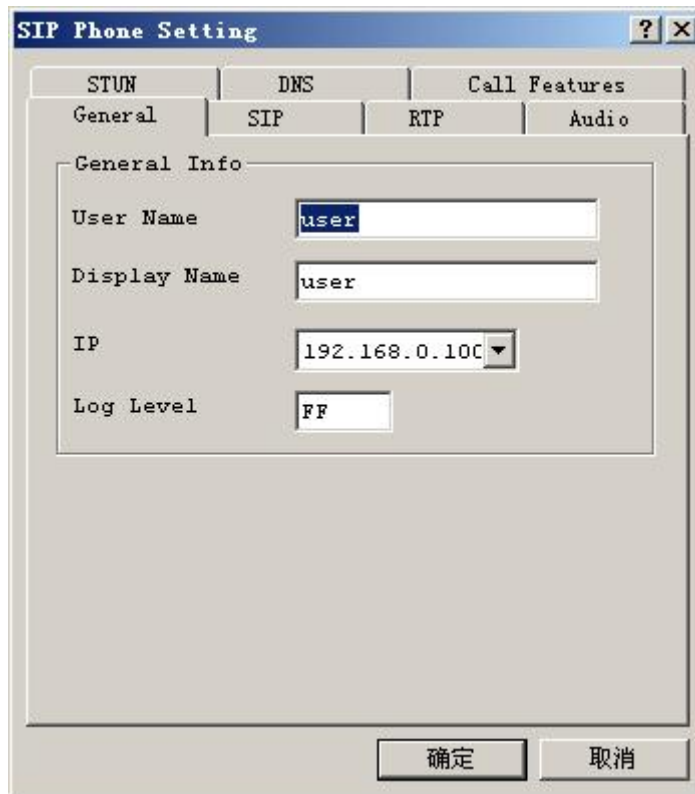 SIP Phone Setting
STUN DNS Call Features
General SIP RTP Audio
General Info
User Name user
Display Name user
IP 192.168.0.100
Log Level FF
确定 取消